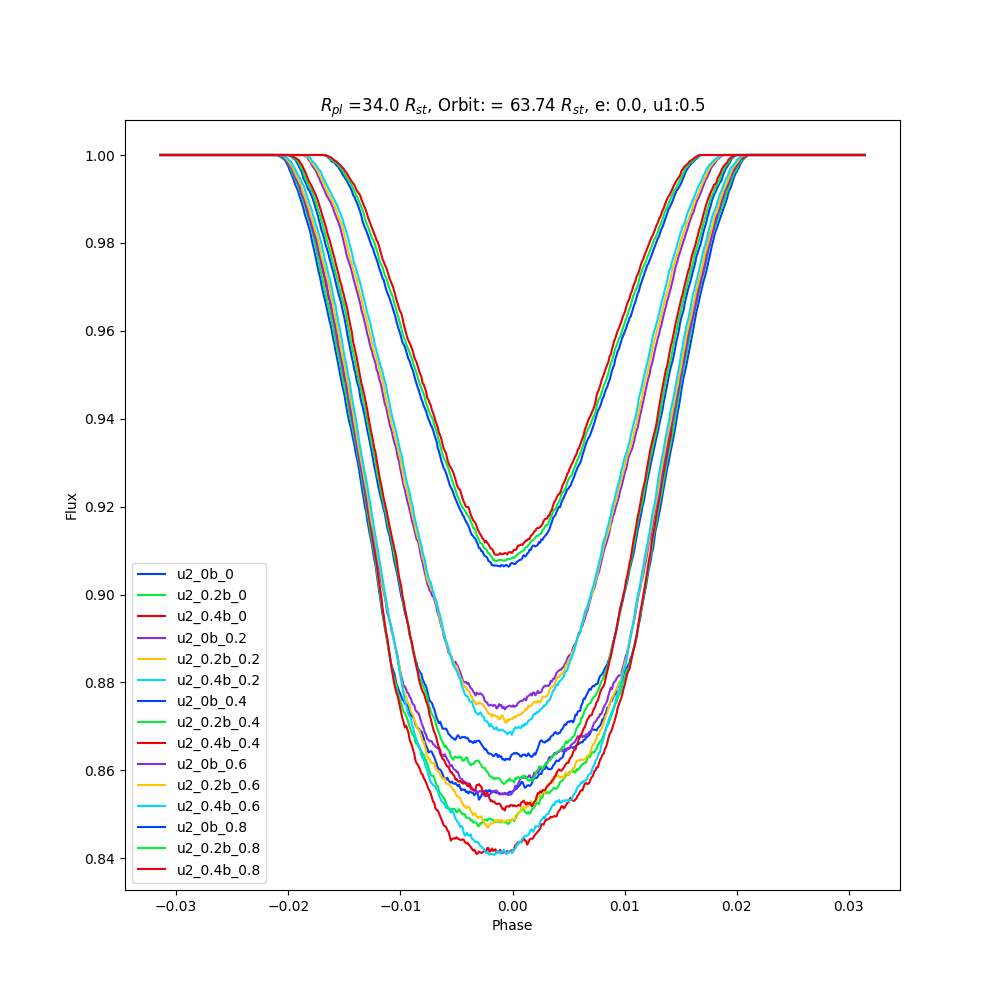 R_pl =34.0 R_st, Orbit: = 63.74 R_st, e: 0.0, u1:0.5
1.00
0.98
0.96
0.94
0.92
0.90
0.88
0.86
0.84
Flux
u2_0b_0
u2_0.2b_0
u2_0.4b_0
u2_0b_0.2
u2_0.2b_0.2
u2_0.4b_0.2
u2_0b_0.4
u2_0.2b_0.4
u2_0.4b_0.4
u2_0b_0.6
u2_0.2b_0.6
u2_0.4b_0.6
u2_0b_0.8
u2_0.2b_0.8
u2_0.4b_0.8
−0.03 −0.02 −0.01 0.00 0.01 0.02 0.03
Phase